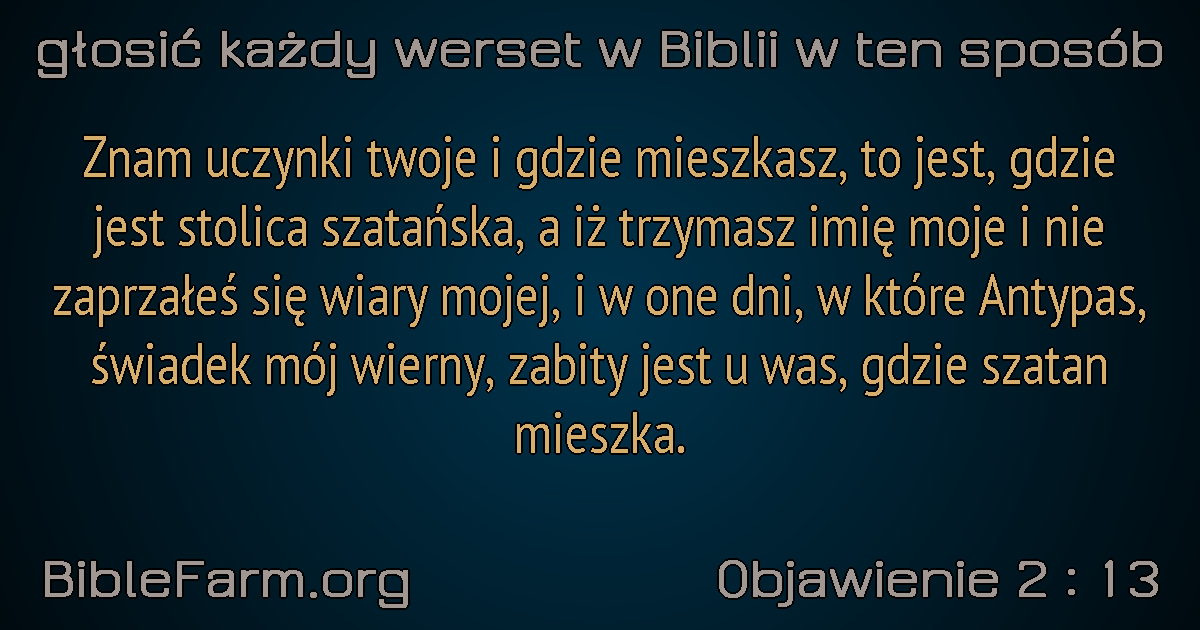 głosić każdy werset w Biblii w ten sposób
Znam uczynki twoje i gdzie mieszkasz, to jest, gdzie
jest stolica szatańska, a iż trzymasz imię moje i nie
zaprzałeś się wiary mojej, i w one dni, w które Antypas,
świadek mój wierny, zabity jest u was, gdzie szatan
mieszka.
BibleFarm.org
Objawienie 2 : 13